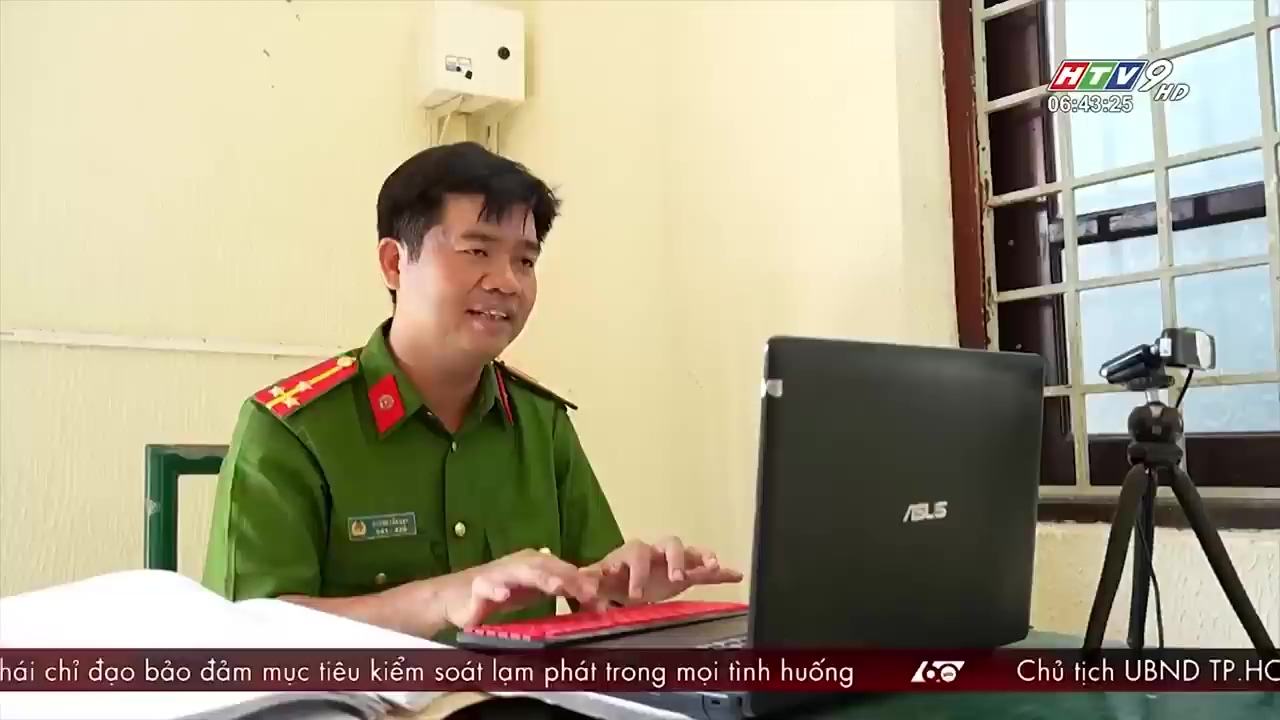 HTV9 HD
06:43:25
ASUS
hái chỉ đạo bảo đảm mục tiêu kiểm soát lạm phát trong mọi tình huống 60 Chủ tịch UBND TP.HC